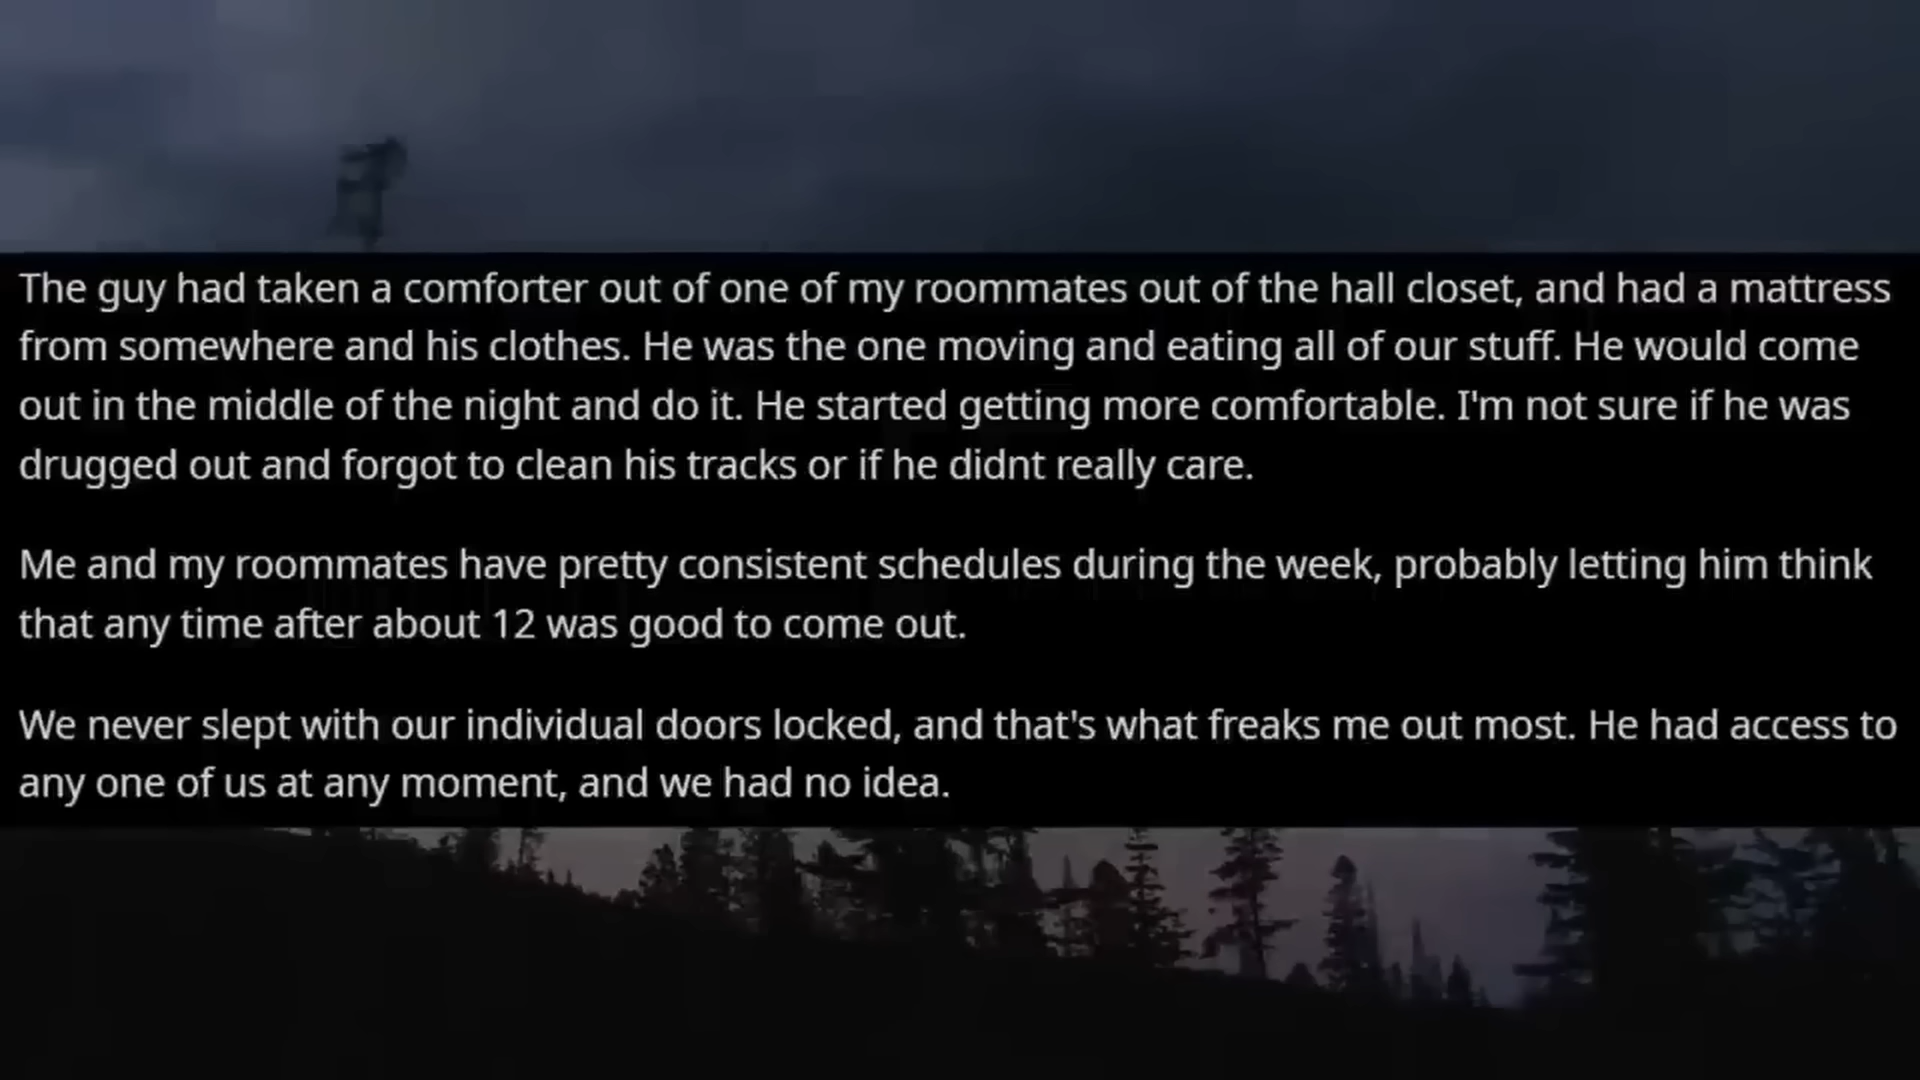 The guy had taken a comforter out of one of my roommates out of the hall closet, and had a mattress
from somewhere and his clothes. He was the one moving and eating all of our stuff. He would come
out in the middle of the night and do it. He started getting more comfortable. I'm not sure if he was
drugged out and forgot to clean his tracks or if he didnt really care.
Me and my roommates have pretty consistent schedules during the week, probably letting him think
that any time after about 12 was good to come out.
We never slept with our individual doors locked, and that's what freaks me out most. He had access to
any one of us at any moment, and we had no idea.